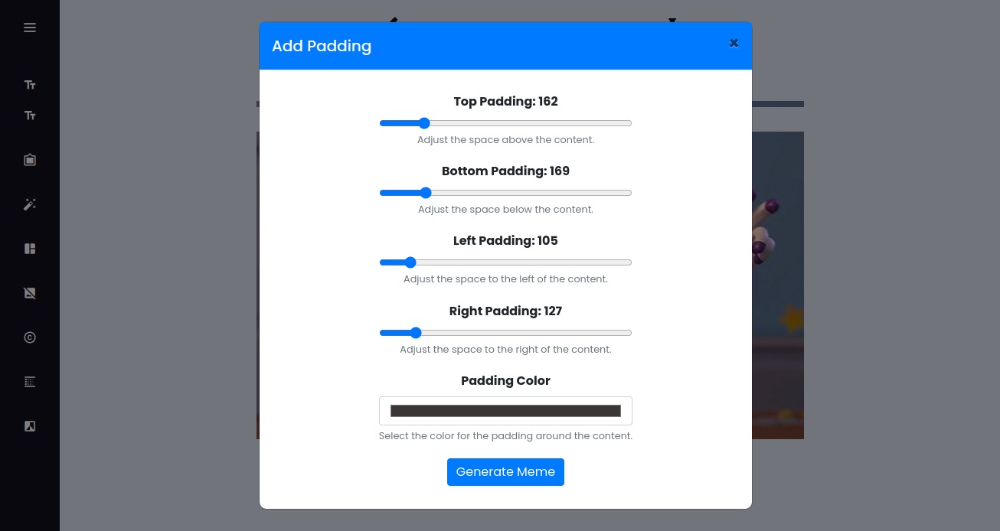 Add Padding
Top Padding: 162
Adjust the space above the content.
Bottom Padding: 169
Adjust the space below the content.
Left Padding: 105
Adjust the space to the left of the content.
Right Padding: 127
Adjust the space to the right of the content.
Padding Color
Select the color for the padding around the content.
Generate Meme